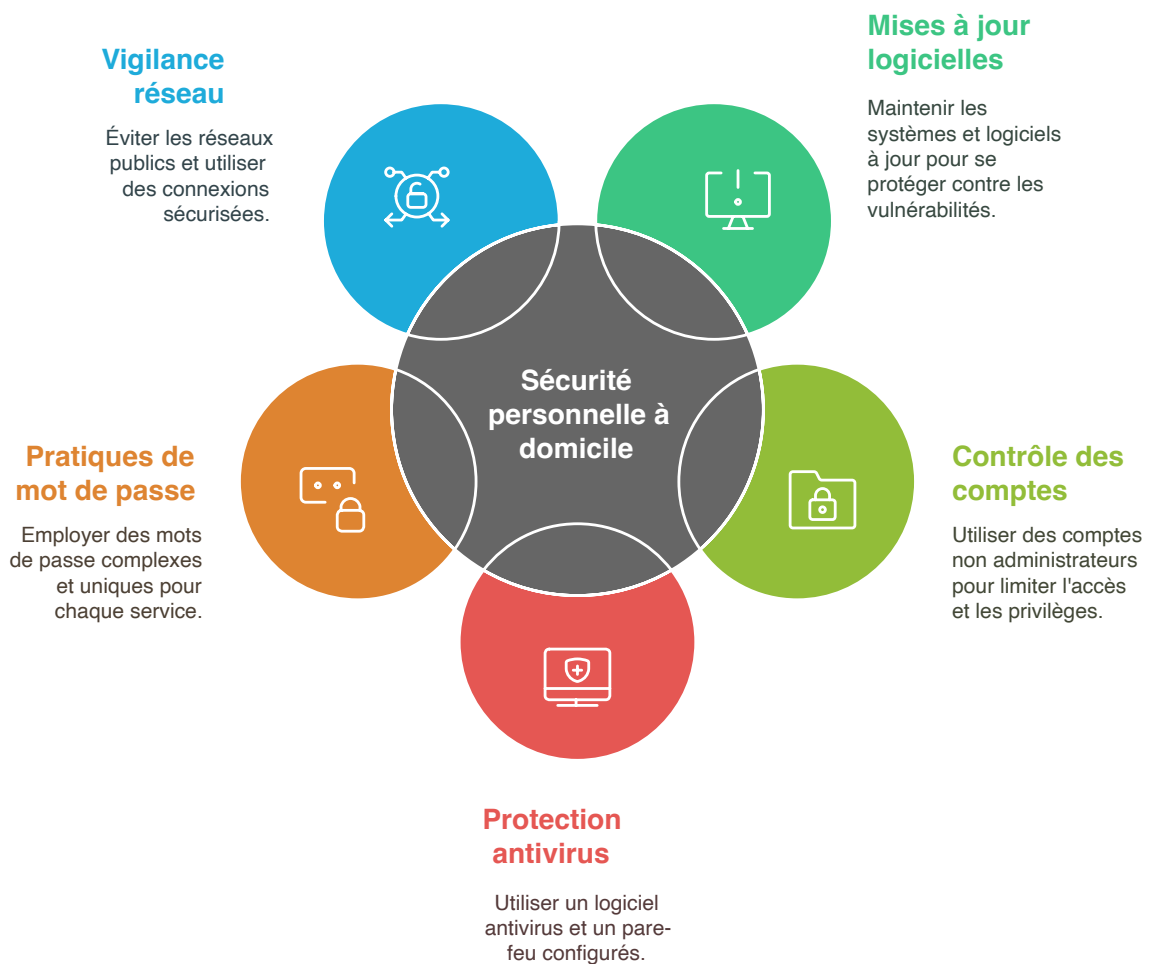 Vigilance
réseau
Éviter les réseaux
publics et utiliser
des connexions
sécurisées.
Mises à jour
logicielles
Maintenir les
systèmes et logiciels
à jour pour se
protéger contre les
vulnérabilités.
Sécurité
personnelle à
domicile
Pratiques de
mot de passe
Employer des mots
de passe complexes
et uniques pour
chaque service.
Contrôle des
comptes
Utiliser des comptes
non administrateurs
pour limiter l'accès
et les privilèges.
Protection
antivirus
Utiliser un logiciel
antivirus et un pare-
feu configurés.